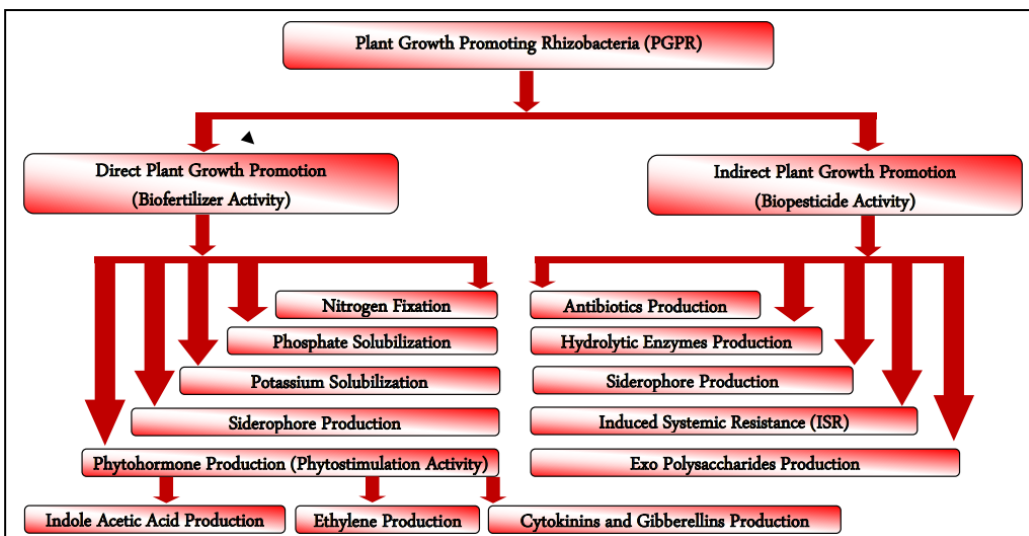 Plant Growth Promoting Rhizobacteria (PGPR)
Direct Plant Growth Promotion
(Biofertilizer Activity)
Indirect Plant Growth Promotion
(Biopesticide Activity)
Nitrogen Fixation
Antibiotics Production
Phosphate Solubilization
Hydrolytic Enzymes Production
Potassium Solubilization
Siderophore Production
Siderophore Production
Induced Systemic Resistance (ISR)
Phytohormone Production (Phytostimulation Activity)
Exo Polysaccharides Production
Indole Acetic Acid Production
Ethylene Production
Cytokinins and Gibberellins Production